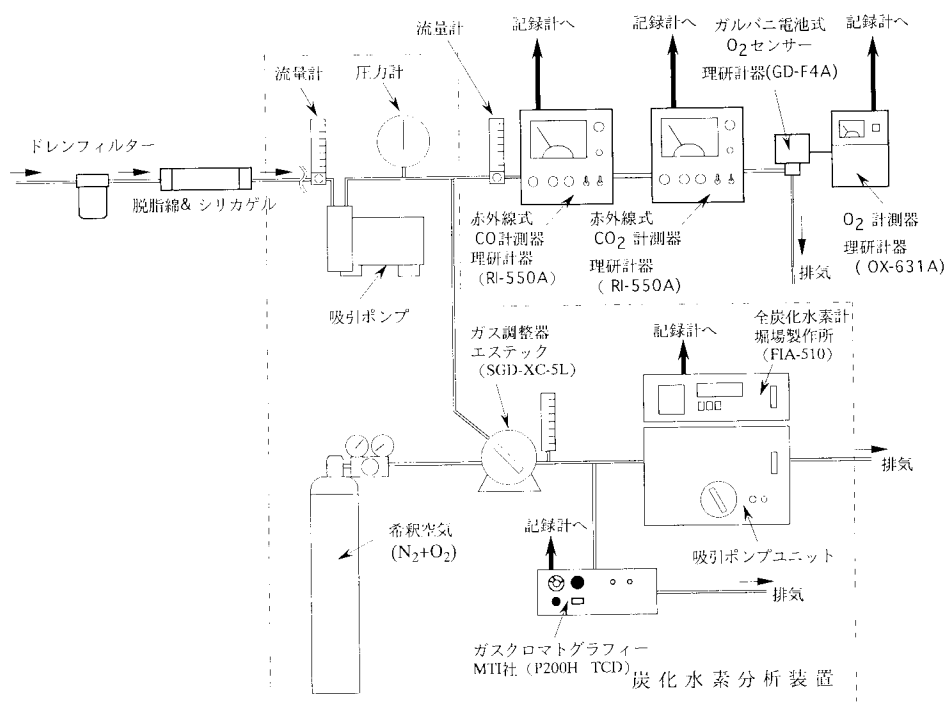 記録計へ
記録計へ
ガルバニ電池式
O2センサー
理研計器(GD-F4A)
記録計へ
流量計
流量計
圧力計
ドレンフィルター
脱脂綿& シリカゲル
赤外線式
CO計測器
理研計器
(RI-550A)
赤外線式
CO2 計測器
理研計器
( RI-550A)
O2 計測器
理研計器
( OX-631A)
排気
吸引ポンプ
ガス調整器
エステック
(SGD-XC-5L)
記録計へ
全炭化水素計
堀場製作所
(FIA-510)
排気
希釈空気
(N2+O2)
記録計へ
吸引ポンプユニット
排気
ガスクロマトグラフィー
MTI社 (P200H TCD)
炭化水素分析装置